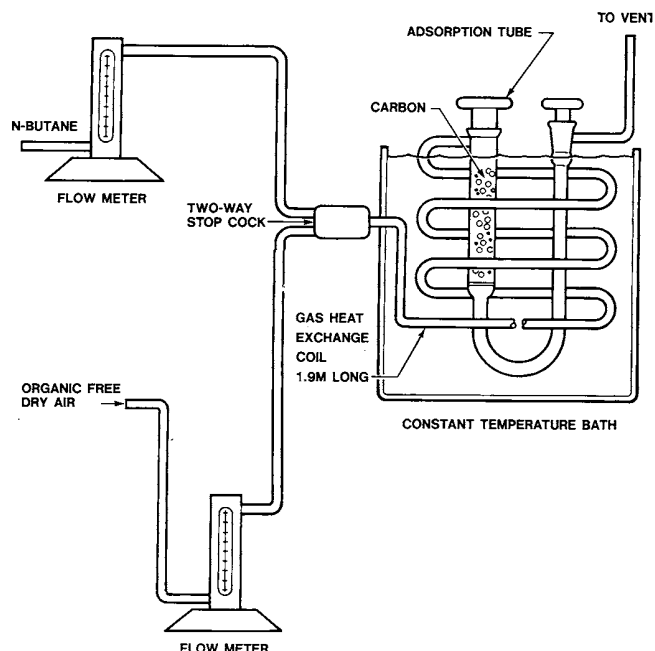 TO VENT
ADSORPTION TUBE
CARBON
N-BUTANE
FLOW METER
TWO-WAY
STOP COCK
GAS HEAT
EXCHANGE
COIL
1.9M LONG
ORGANIC FREE
DRY AIR
CONSTANT TEMPERATURE BATH
FLOW METER